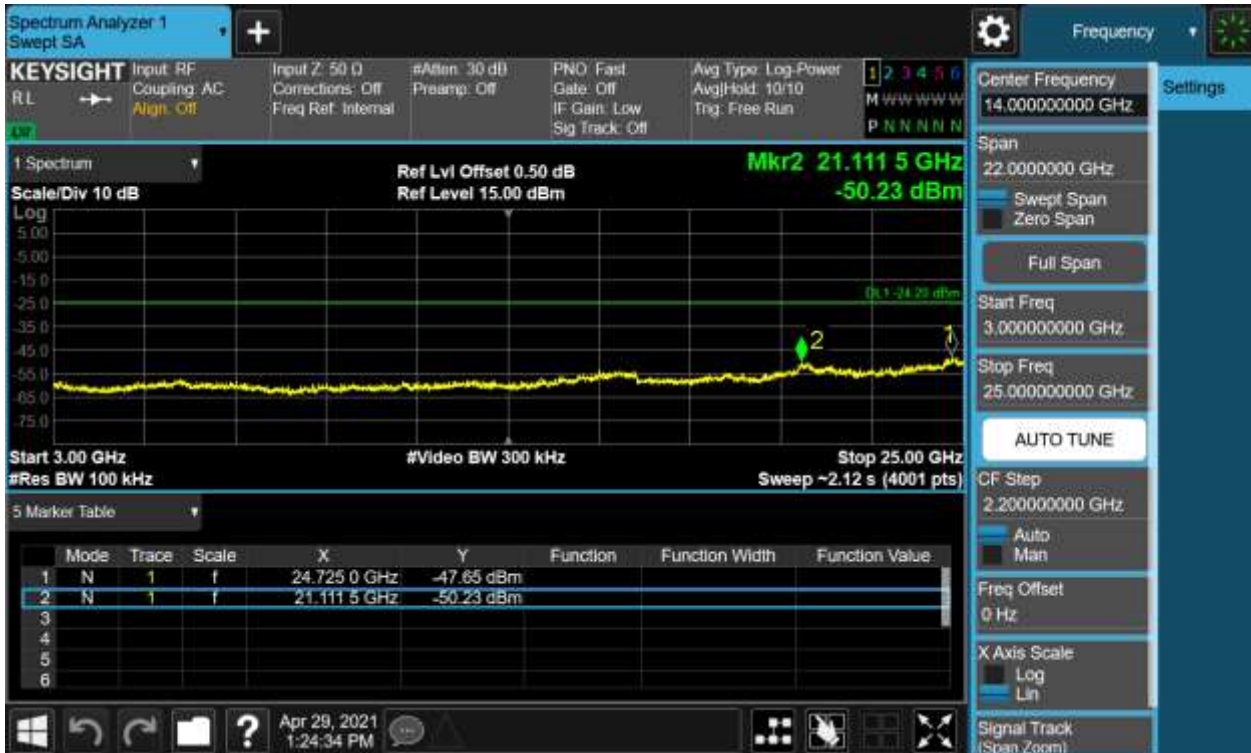 Spectrum Analyzer 1
Swept SA
+
Frequency
KEYSIGHT
RL
Input: RF
Coupling: AC
Align: Off
Input Z: 50 Ω
Corrections: Off
Freq Ref: Internal
#Atten: 30 dB
Preamp: Off
PNO: Fast
Gate: Off
IF Gain: Low
Sig Track: Off
Avg Type: Log-Power
Avg|Hold: 10/10
Trig: Free Run
1 2 3 4 5 6
M W W W W W
P N N N N N
1 Spectrum
Scale/Div 10 dB
Ref Lvl Offset 0.50 dB
Ref Level 15.00 dBm
Mkr2 21.111 5 GHz
-50.23 dBm
Log
5.00
-5.00
-15.0
-25.0
-35.0
-45.0
-55.0
-65.0
-75.0
DL1 -24.20 dBm
2
1
Start 3.00 GHz
#Video BW 300 kHz
Stop 25.00 GHz
#Res BW 100 kHz
Sweep ~2.12 s (4001 pts)
5 Marker Table
Mode Trace Scale X Y Function Function Width Function Value
1 N 1 f 24.725 0 GHz -47.65 dBm
2 N 1 f 21.111 5 GHz -50.23 dBm
3
4
5
6
?
Apr 29, 2021
1:24:34 PM
Center Frequency
14.000000000 GHz
Settings
Span
22.0000000 GHz
Swept Span
Zero Span
Full Span
Start Freq
3.000000000 GHz
Stop Freq
25.000000000 GHz
AUTO TUNE
CF Step
2.200000000 GHz
Auto
Man
Freq Offset
0 Hz
X Axis Scale
Log
Lin
Signal Track
(Span Zoom)